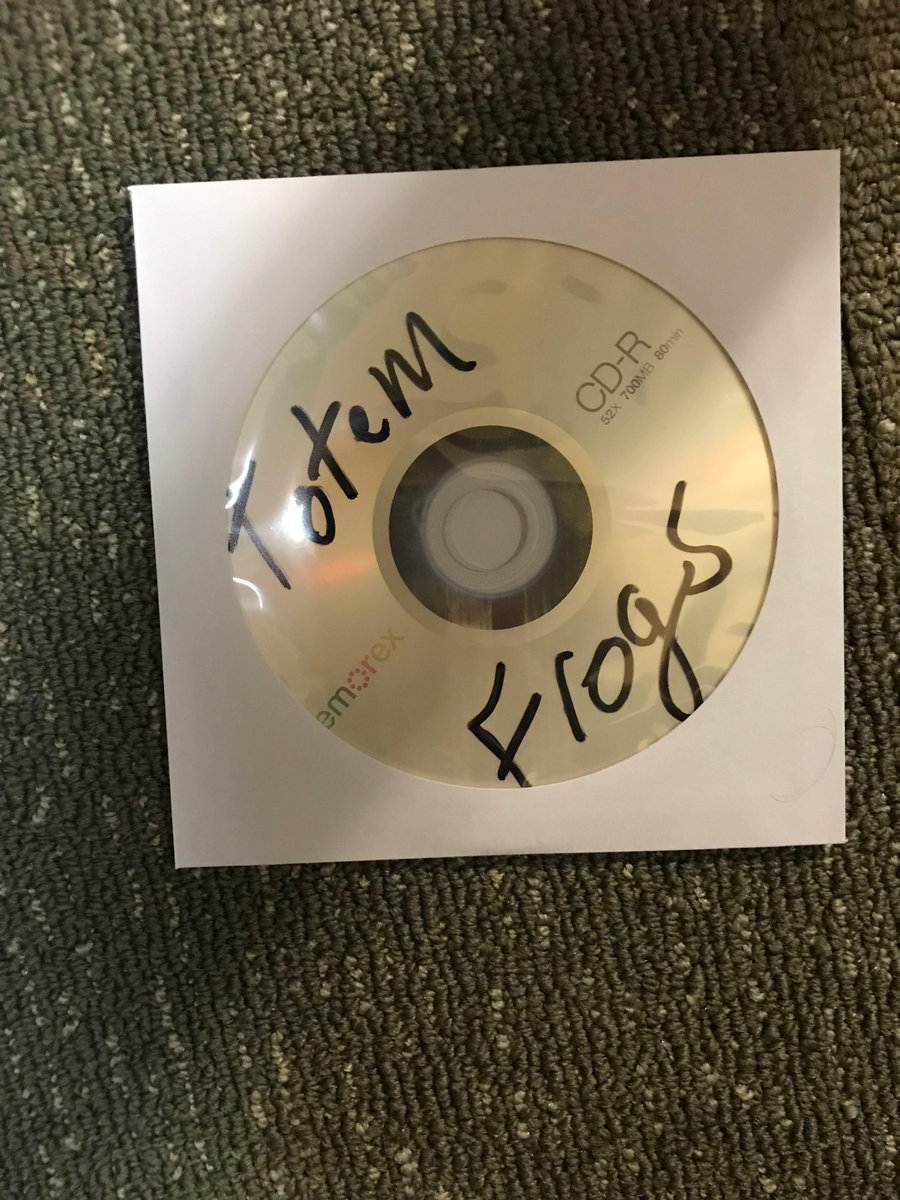 Totem
CD-R
52X 700MB 80min
emorex
Frogs